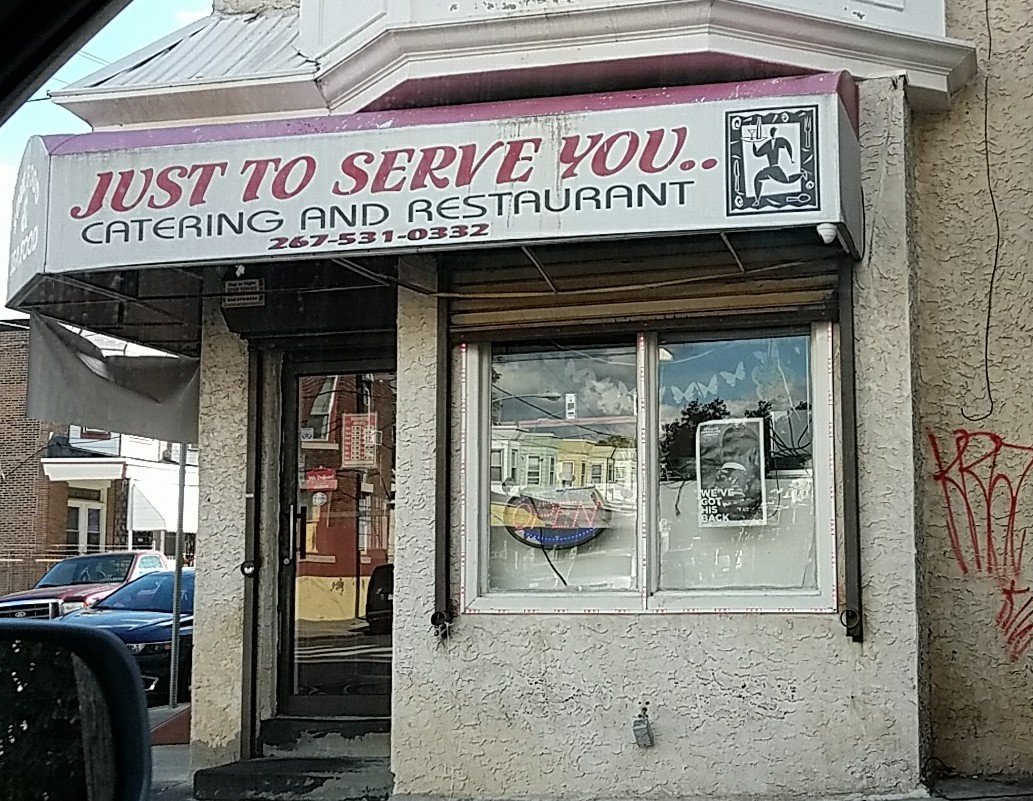 JUST TO SERVE YOU..
CATERING AND RESTAURANT
267-531-0332
OPEN
WE'VE
GOT
HIS
BACK